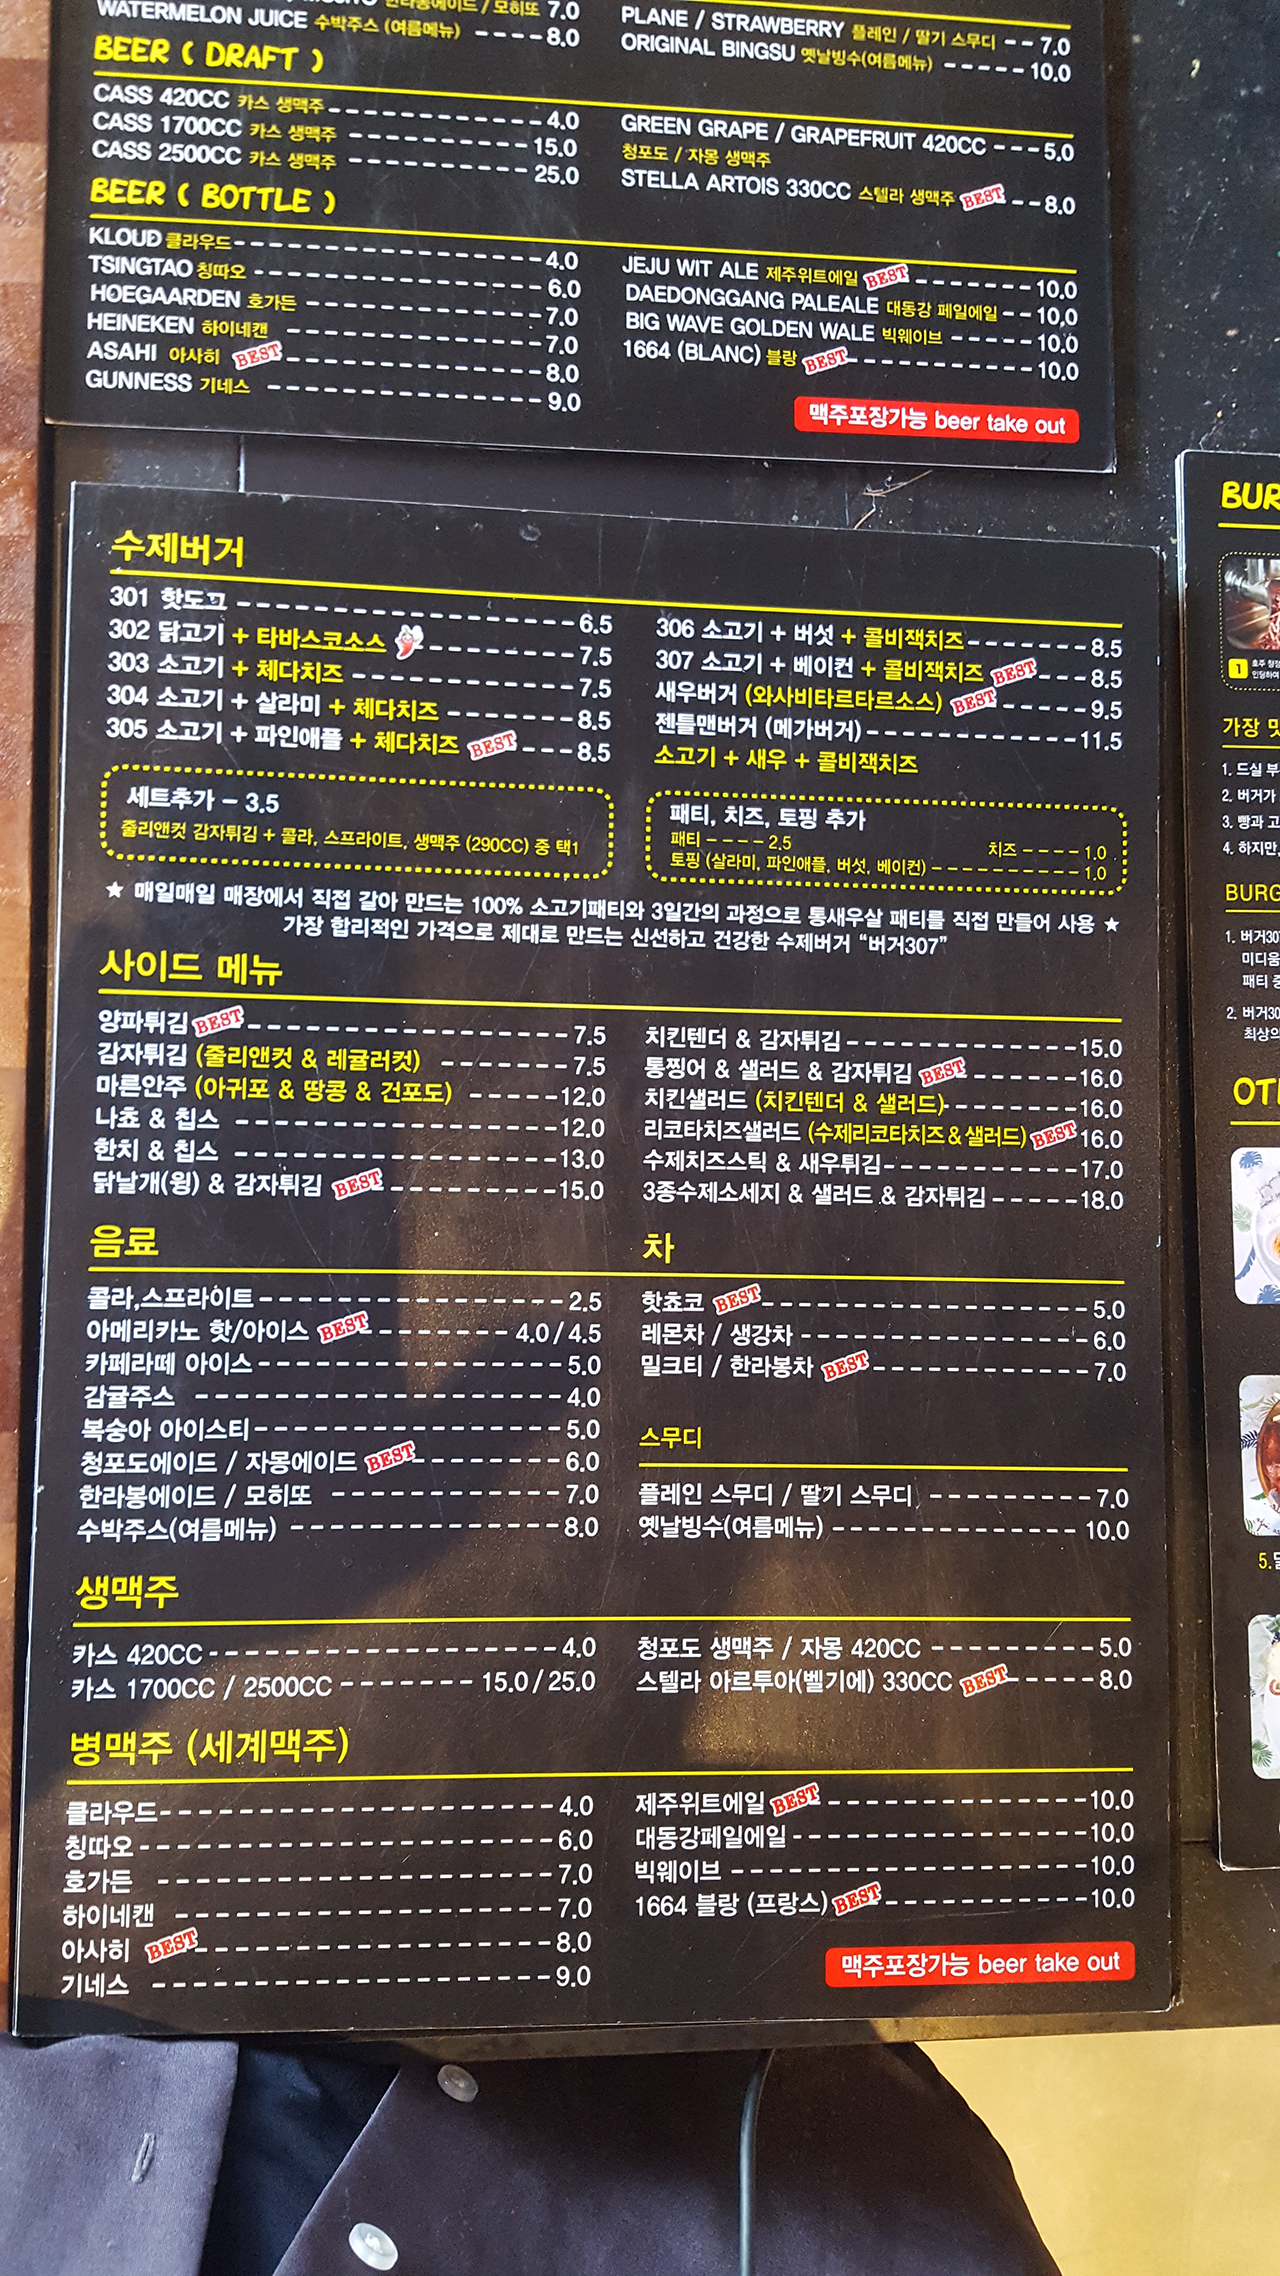 한라봉에이드 / 모히또 7.0
WATERMELON JUICE 수박주스 (여름메뉴) ----8.0
PLANE / STRAWBERRY 플레인 / 딸기 스무디 --7.0
ORIGINAL BINGSU 옛날빙수(여름메뉴) -----10.0
BEER ( DRAFT )
CASS 420CC 카스 생맥주 ------------4.0
CASS 1700CC 카스 생맥주 ----------15.0
CASS 2500CC 카스 생맥주 ----------25.0
GREEN GRAPE / GRAPEFRUIT 420CC ---5.0
청포도 / 자몽 생맥주
STELLA ARTOIS 330CC 스텔라 생맥주 BEST --8.0
BEER ( BOTTLE )
KLOUD 클라우드------------------4.0
TSINGTAO 칭따오 -----------------6.0
HOEGAARDEN 호가든 --------------7.0
HEINEKEN 하이네캔 ---------------7.0
ASAHI 아사히 BEST---------------8.0
GUNNESS 기네스 ----------------9.0
JEJU WIT ALE 제주위트에일 BEST -------10.0
DAEDONGGANG PALEALE 대동강 페일에일 --10.0
BIG WAVE GOLDEN WALE 빅웨이브 -----10.0
1664 (BLANC) 블랑 BEST----------10.0
맥주포장가능 beer take out
수제버거
301 핫도그 --------------------6.5
302 닭고기 + 타바스코소스 ---------7.5
303 소고기 + 체다치즈 -------------7.5
304 소고기 + 살라미 + 체다치즈 -------8.5
305 소고기 + 파인애플 + 체다치즈 BEST ---8.5
306 소고기 + 버섯 + 콜비잭치즈-------8.5
307 소고기 + 베이컨 + 콜비잭치즈 BEST---8.5
새우버거 (와사비타르타르소스) BEST-----9.5
젠틀맨버거 (메가버거)------------11.5
소고기 + 새우 + 콜비잭치즈
세트추가 - 3.5
줄리앤컷 감자튀김 + 콜라, 스프라이트, 생맥주 (290CC) 중 택1
패티, 치즈, 토핑 추가
패티 ----2.5 치즈 ----1.0
토핑 (살라미, 파인애플, 버섯, 베이컨) -----------1.0
★ 매일매일 매장에서 직접 갈아 만드는 100% 소고기패티와 3일간의 과정으로 통새우살 패티를 직접 만들어 사용 ★
가장 합리적인 가격으로 제대로 만드는 신선하고 건강한 수제버거 “버거307”
사이드 메뉴
양파튀김 BEST-------------------7.5
감자튀김 (줄리앤컷 & 레귤러컷) -------7.5
마른안주 (아귀포 & 땅콩 & 건포도) -----12.0
나쵸 & 칩스 -------------------12.0
한치 & 칩스 -------------------13.0
닭날개(윙) & 감자튀김 BEST----------15.0
치킨텐더 & 감자튀김-------------15.0
통찡어 & 샐러드 & 감자튀김 BEST------16.0
치킨샐러드 (치킨텐더 & 샐러드)-------16.0
리코타치즈샐러드 (수제리코타치즈&샐러드) BEST 16.0
수제치즈스틱 & 새우튀김-----------17.0
3종수제소세지 & 샐러드 & 감자튀김 -----18.0
음료
콜라,스프라이트------------------2.5
아메리카노 핫/아이스 BEST-------- 4.0/4.5
카페라떼 아이스------------------5.0
감귤주스 ---------------------4.0
복숭아 아이스티------------------5.0
청포도에이드 / 자몽에이드 BEST--------6.0
한라봉에이드 / 모히또 -------------7.0
수박주스(여름메뉴) ---------------8.0
차
핫쵸코 BEST------------------5.0
레몬차 / 생강차 ----------------6.0
밀크티 / 한라봉차 BEST------------7.0
스무디
플레인 스무디 / 딸기 스무디 ---------7.0
옛날빙수(여름메뉴) -------------- 10.0
생맥주
카스 420CC--------------------4.0
카스 1700CC / 2500CC ------- 15.0/25.0
청포도 생맥주 / 자몽 420CC ---------5.0
스텔라 아르투아(벨기에) 330CC BEST-----8.0
병맥주 (세계맥주)
클라우드----------------------4.0
칭따오-----------------------6.0
호가든 ----------------------7.0
하이네캔 ---------------------7.0
아사히 BEST--------------------8.0
기네스 ----------------------9.0
제주위트에일 BEST---------------10.0
대동강페일에일-----------------10.0
빅웨이브 --------------------10.0
1664 블랑 (프랑스) BEST-----------10.0
맥주포장가능 beer take out
BUR
1
가장 맛
1. 드실 부
2. 버거가
3. 빵과 고
4. 하지만,
BURG
1. 버거30
미디움
패티 중
2. 버거30
최상의
OT
5.